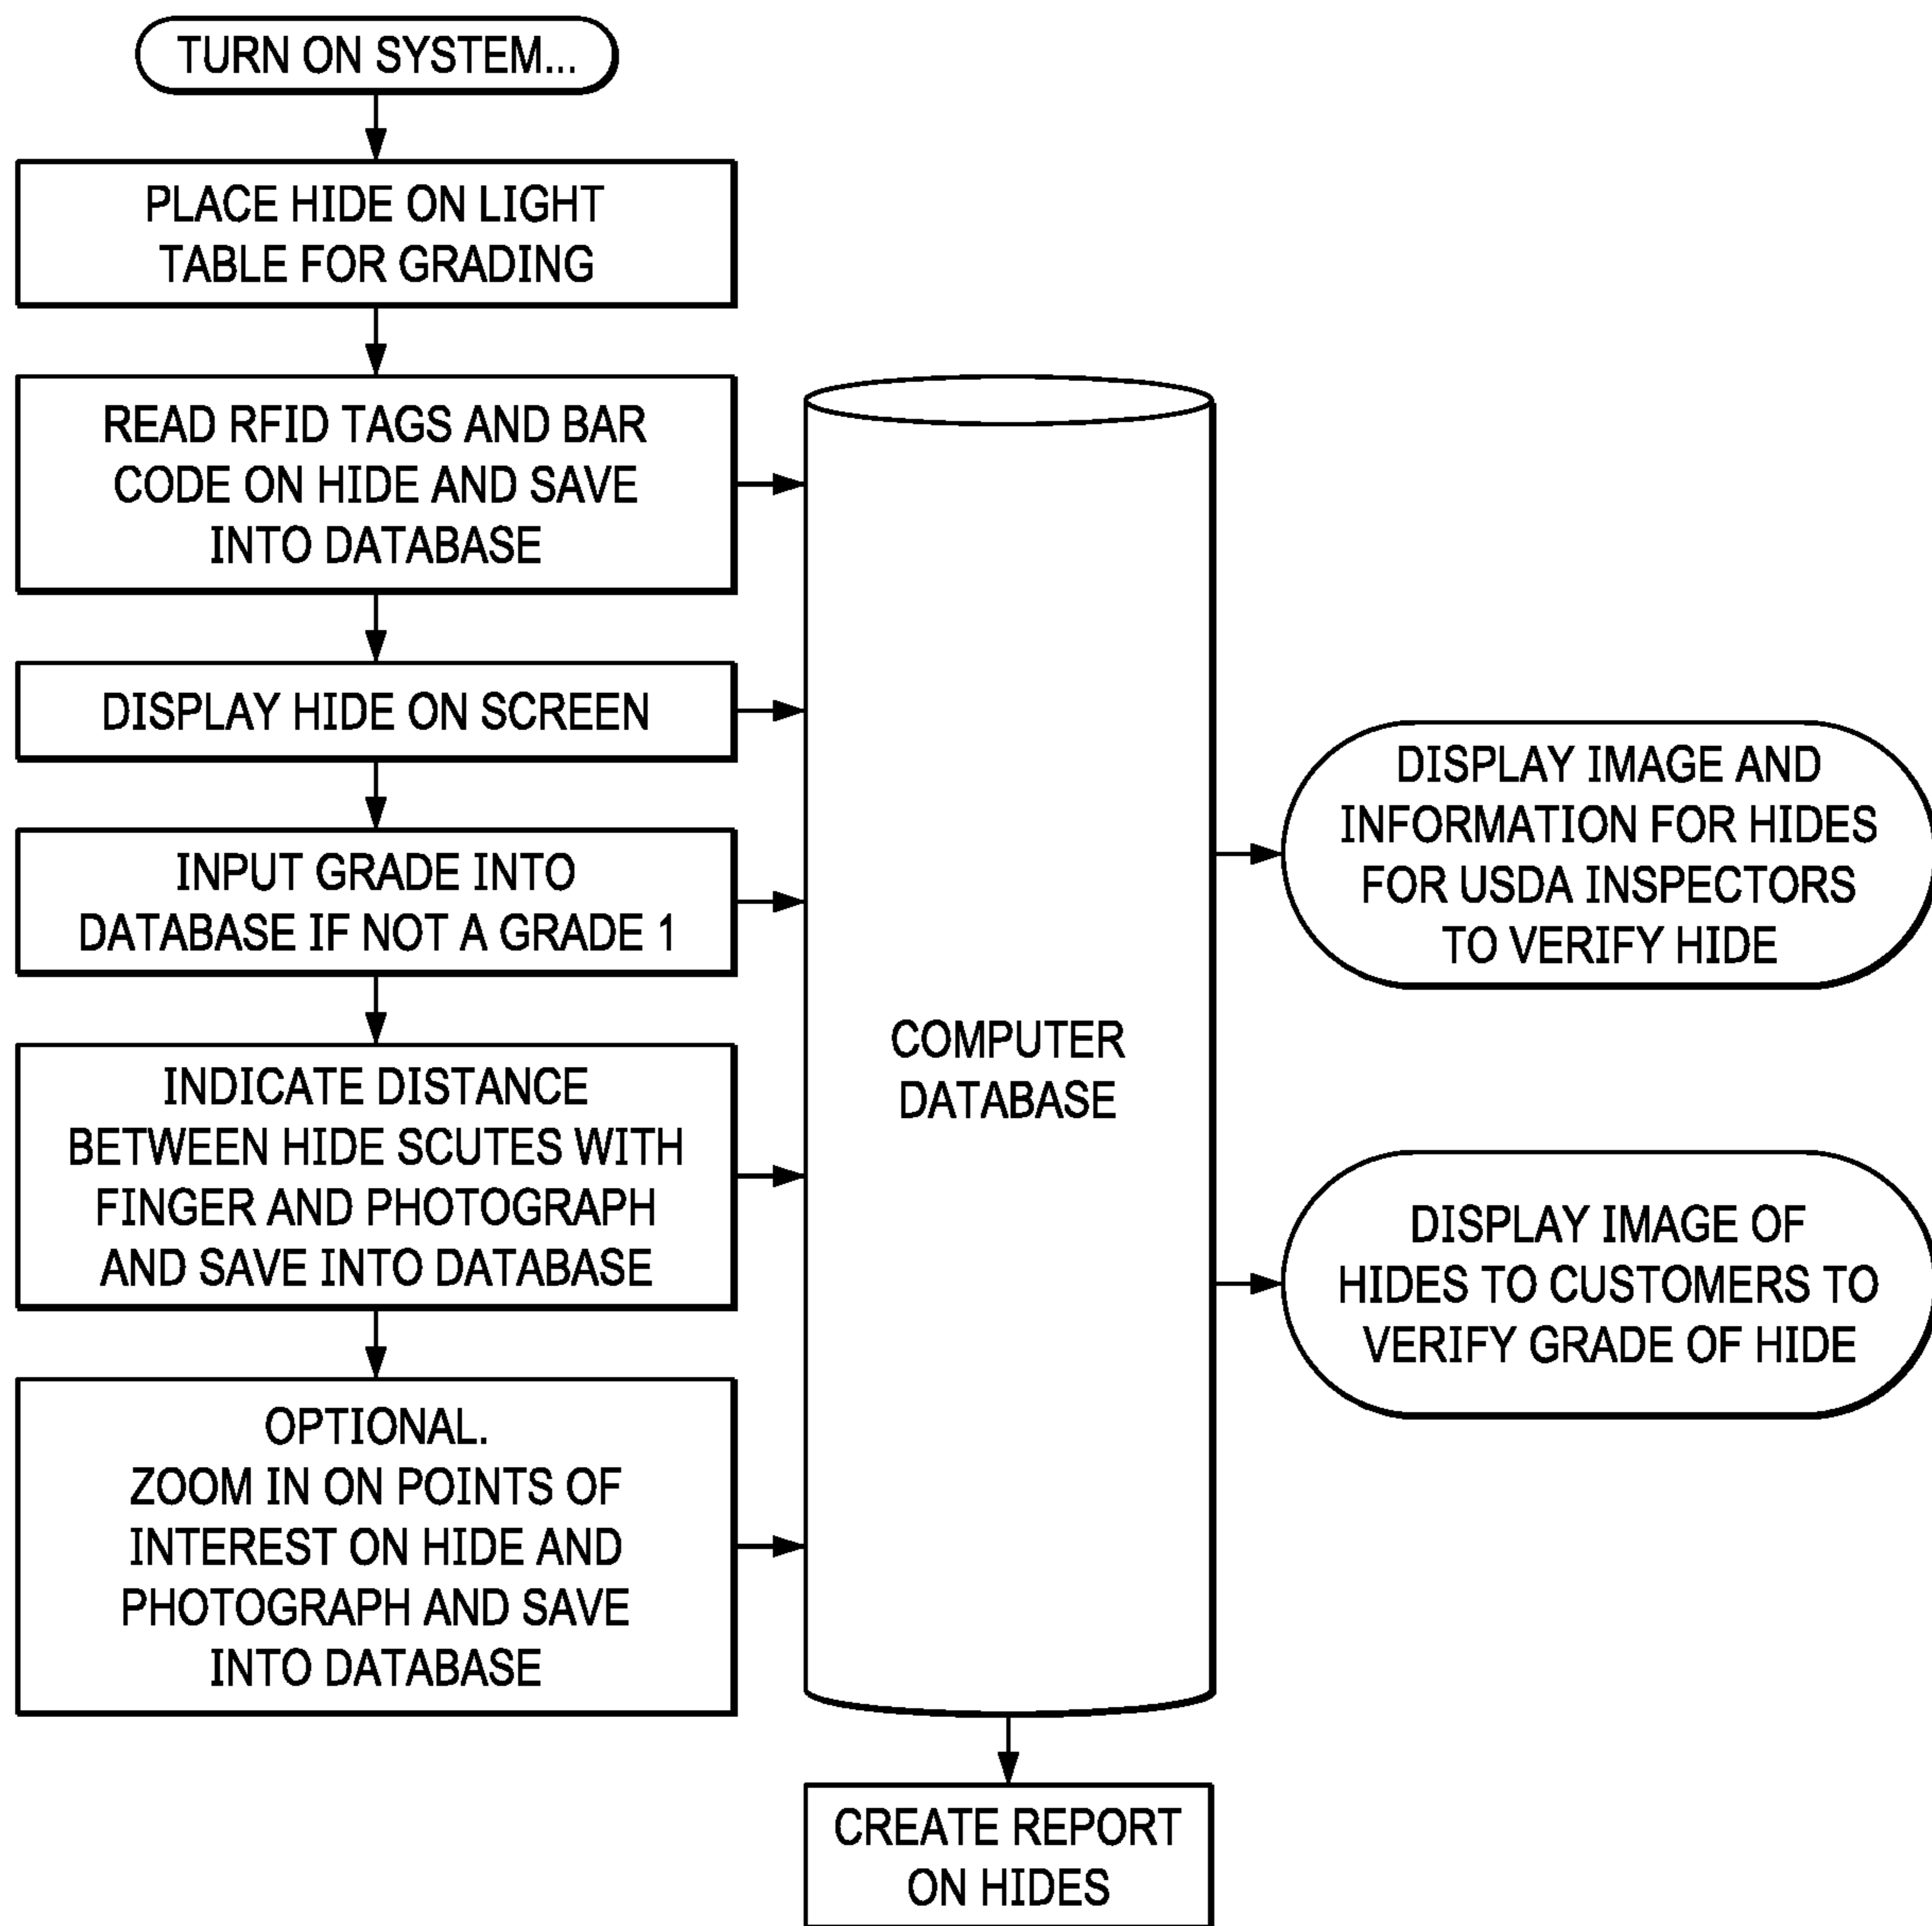 TURN ON SYSTEM...
PLACE HIDE ON LIGHT
TABLE FOR GRADING
READ RFID TAGS AND BAR
CODE ON HIDE AND SAVE
INTO DATABASE
DISPLAY HIDE ON SCREEN
INPUT GRADE INTO
DATABASE IF NOT A GRADE 1
INDICATE DISTANCE
BETWEEN HIDE SCUTES WITH
FINGER AND PHOTOGRAPH
AND SAVE INTO DATABASE
OPTIONAL.
ZOOM IN ON POINTS OF
INTEREST ON HIDE AND
PHOTOGRAPH AND SAVE
INTO DATABASE
COMPUTER
DATABASE
DISPLAY IMAGE AND
INFORMATION FOR HIDES
FOR USDA INSPECTORS
TO VERIFY HIDE
DISPLAY IMAGE OF
HIDES TO CUSTOMERS TO
VERIFY GRADE OF HIDE
CREATE REPORT
ON HIDES